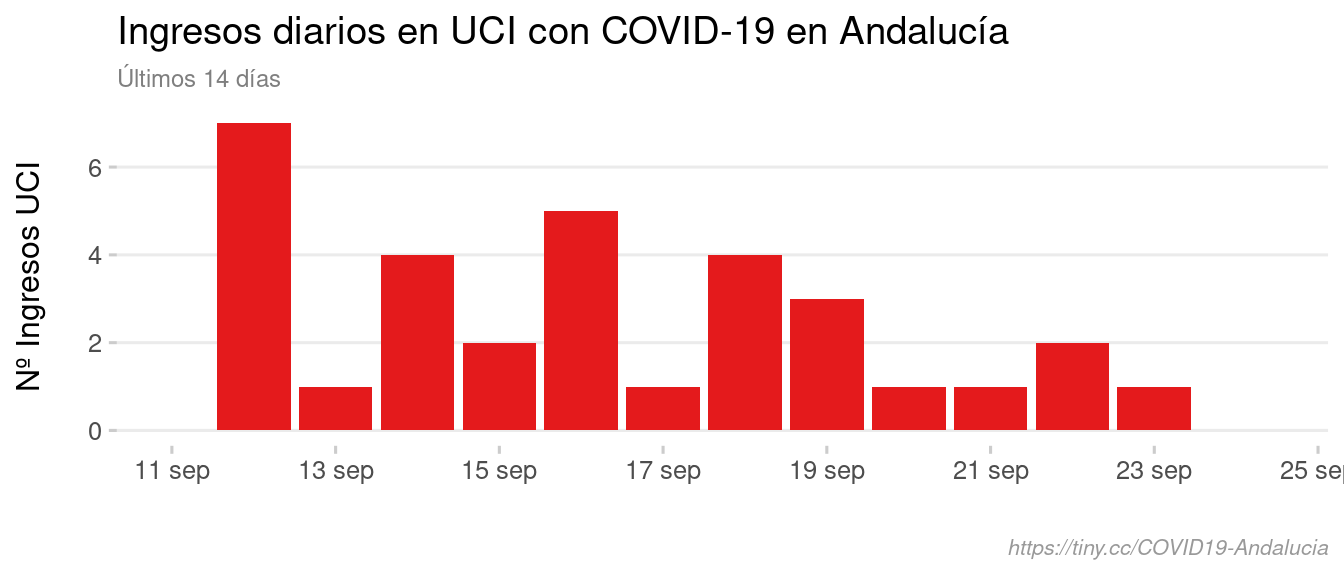 Ingresos diarios en UCI con COVID-19 en Andalucía
Últimos 14 días
Nº Ingresos UCI
6
4
2
0
11 sep 13 sep 15 sep 17 sep 19 sep 21 sep 23 sep 25 se
https://tiny.cc/COVID19-Andalucia